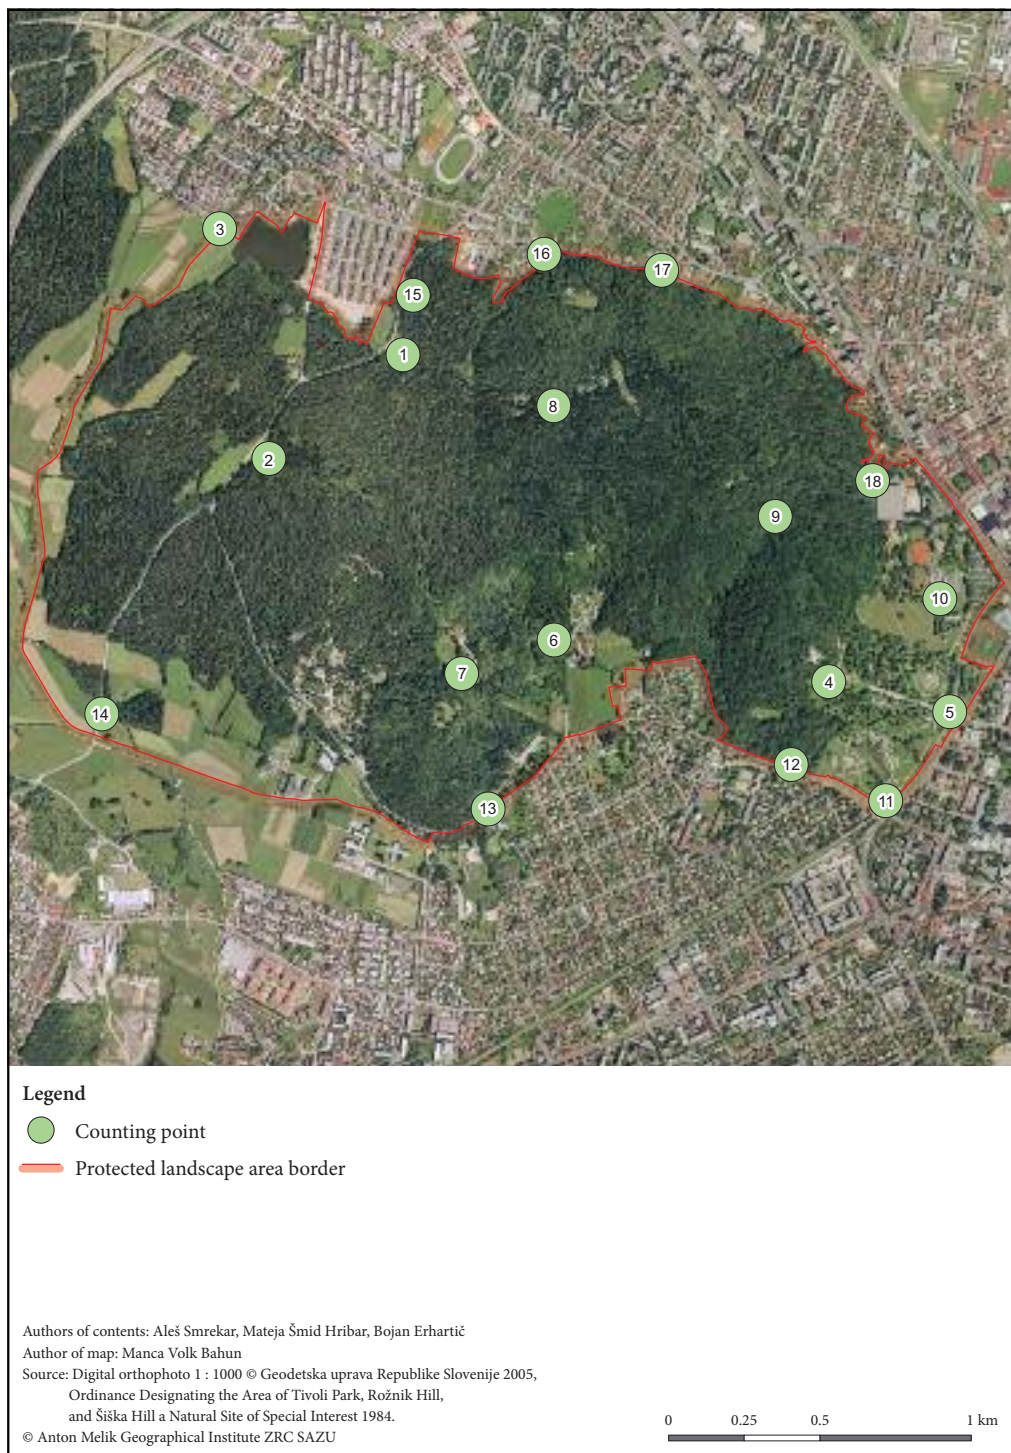 3
16
17
15
1
8
2
18
9
10
6
7
4
5
14
12
11
13
Legend
Counting point
Protected landscape area border
Authors of contents: Aleš Smrekar, Mateja Šmid Hribar, Bojan Erhartič
Author of map: Manca Volk Bahun
Source: Digital orthophoto 1 : 1000 © Geodetska uprava Republike Slovenije 2005,
Ordinance Designating the Area of Tivoli Park, Rožnik Hill,
and Šiška Hill a Natural Site of Special Interest 1984.
© Anton Melik Geographical Institute ZRC SAZU
0 0.25 0.5 1 km